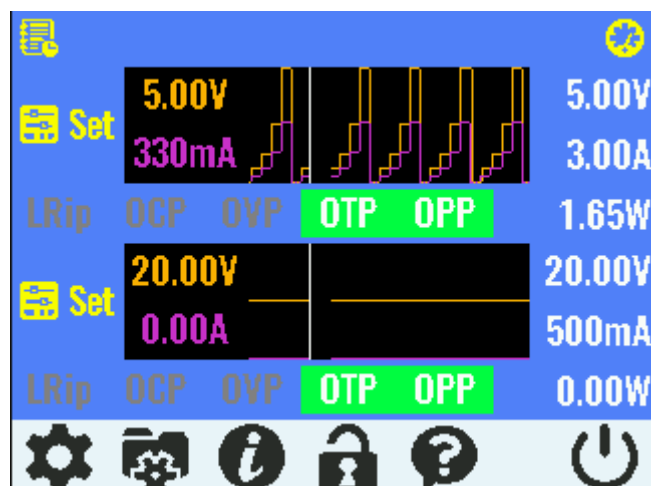 5.00V 5.00V
Set
330mA 3.00A
LRip OCP OVP OTP OPP 1.65W
20.00V 20.00V
Set
0.00A 500mA
LRip OCP OVP OTP OPP 0.00W